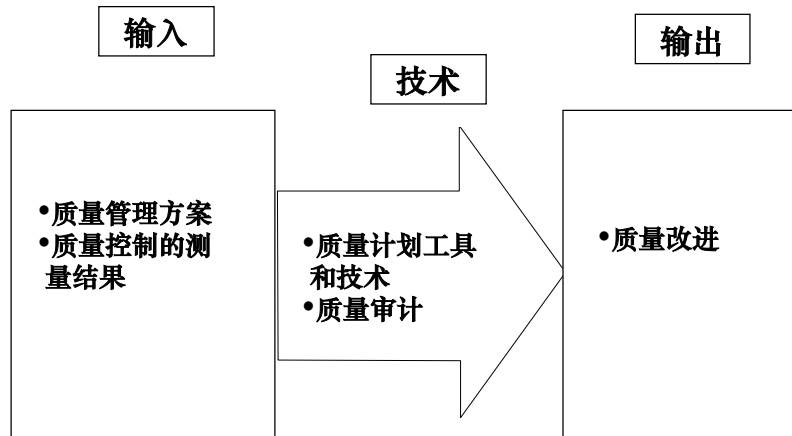 输入
技术
输出
•质量管理方案
•质量控制的测
量结果
•质量计划工具
和技术
•质量审计
•质量改进